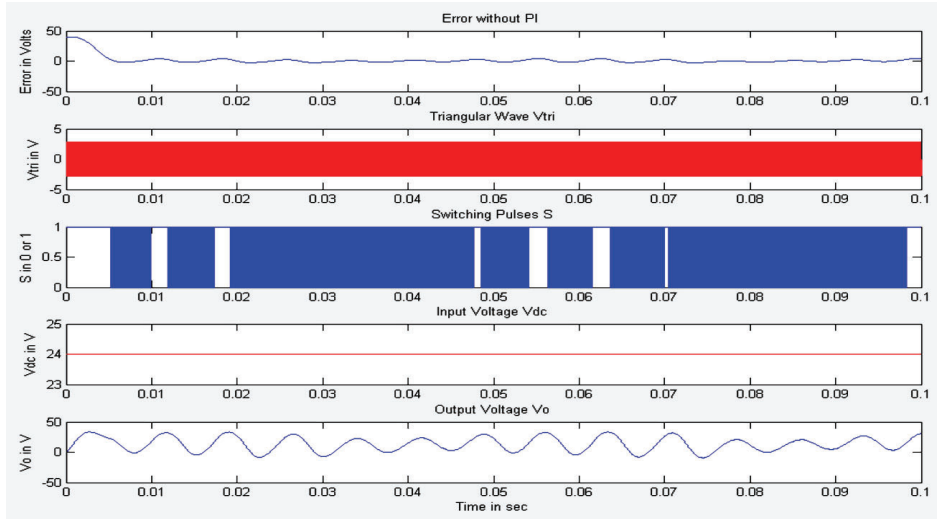 Error without PI
Error in Volts
50
0
-50
0 0.01 0.02 0.03 0.04 0.05 0.06 0.07 0.08 0.09 0.1
Triangular Wave Vtri
Vtri in V
5
0
-5
0 0.01 0.02 0.03 0.04 0.05 0.06 0.07 0.08 0.09 0.1
Switching Pulses S
S in 0 or 1
1
0.5
0
0 0.01 0.02 0.03 0.04 0.05 0.06 0.07 0.08 0.09 0.1
Input Voltage Vdc
Vdc in V
25
24
23
0 0.01 0.02 0.03 0.04 0.05 0.06 0.07 0.08 0.09 0.1
Output Voltage Vo
Vo in V
50
0
-50
0 0.01 0.02 0.03 0.04 0.05 0.06 0.07 0.08 0.09 0.1
Time in sec